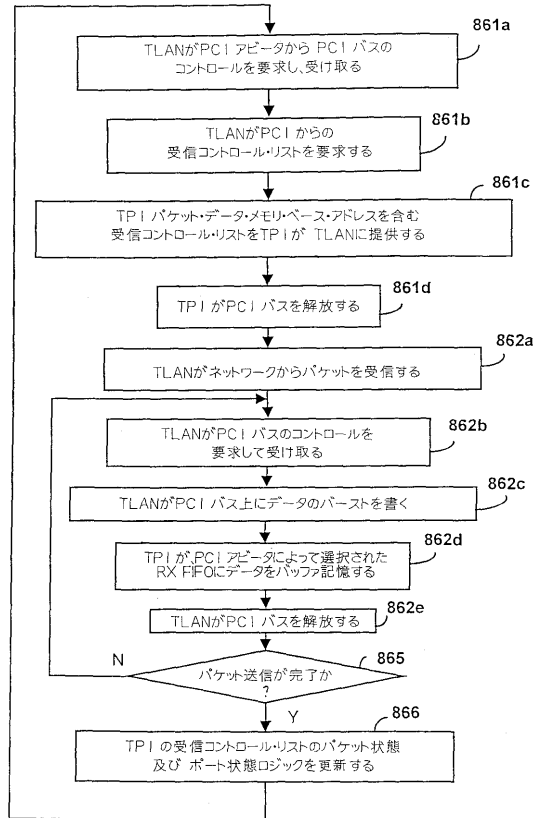 861a
TLANがPCI アビータから PCI バスの
コントロールを要求し、受け取る
861b
TLANがPCI からの
受信コントロール・リストを要求する
861c
TPI パケット・データ・メモリ・ベース・アドレスを含む
受信コントロール・リストをTPIが TLANに提供する
861d
TPIがPCI バスを解放する
862a
TLANがネットワークからパケットを受信する
862b
TLANがPCI バスのコントロールを
要求して受け取る
862c
TLANがPCI バス上にデータのバーストを書く
862d
TPIが、PCI アビータによって選択された
RX FIFOにデータをバッファ記憶する
862e
TLANがPCI バスを解放する
865
N
パケット送信が完了か
?
Y
866
TPIの受信コントロール・リストのパケット状態
及び ポート状態ロジックを更新する